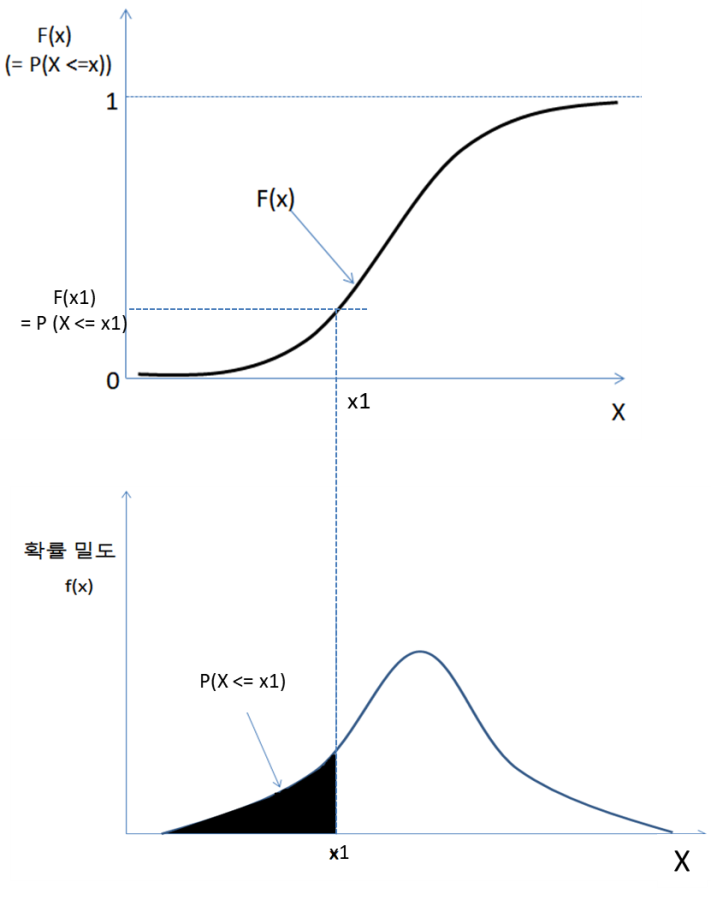 F(x)
(= P(X <=x))
1
F(x)
F(x1)
= P (X <= x1)
0
x1
X
확률 밀도
f(x)
P(X <= x1)
x1
X